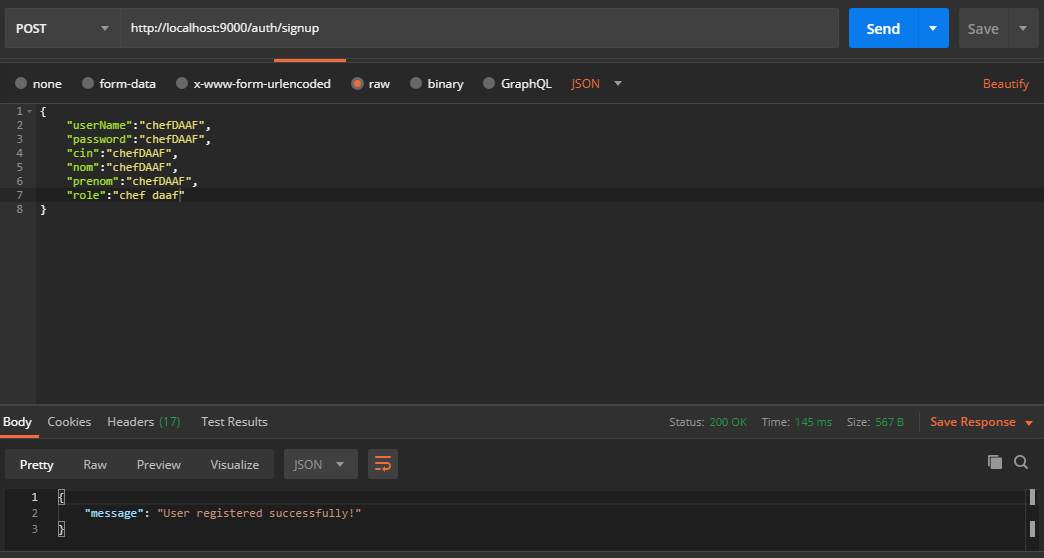 POST http://localhost:9000/auth/signup Send Save
none form-data x-www-form-urlencoded raw binary GraphQL JSON Beautify
1 {
2 "userName":"chefDAAF",
3 "password":"chefDAAF",
4 "cin":"chefDAAF",
5 "nom":"chefDAAF",
6 "prenom":"chefDAAF",
7 "role":"chef daaf"
8 }
Body Cookies Headers (17) Test Results Status: 200 OK Time: 145 ms Size: 567 B Save Response
Pretty Raw Preview Visualize JSON
1 {
2 "message": "User registered successfully!"
3 }